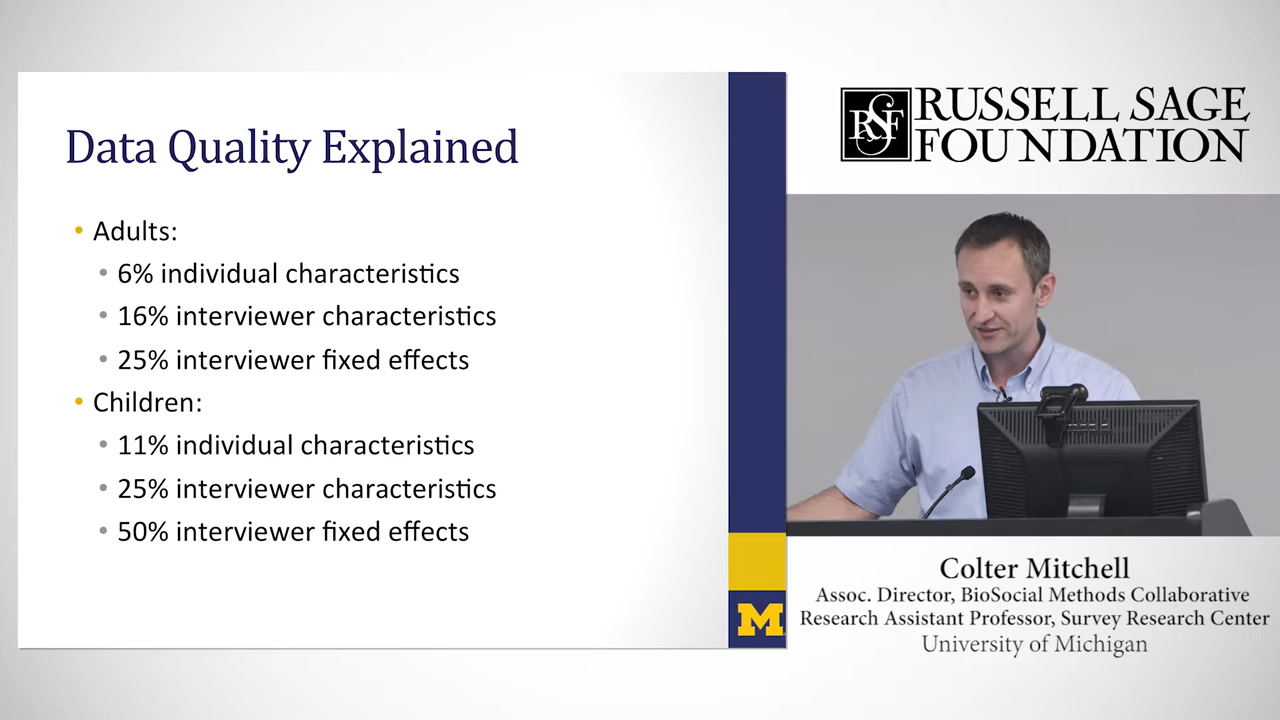 Data Quality Explained
• Adults:
• 6% individual characteristics
• 16% interviewer characteristics
• 25% interviewer fixed effects
• Children:
• 11% individual characteristics
• 25% interviewer characteristics
• 50% interviewer fixed effects
M
RSF
RUSSELL SAGE
FOUNDATION
Colter Mitchell
Assoc. Director, BioSocial Methods Collaborative
Research Assistant Professor, Survey Research Center
University of Michigan